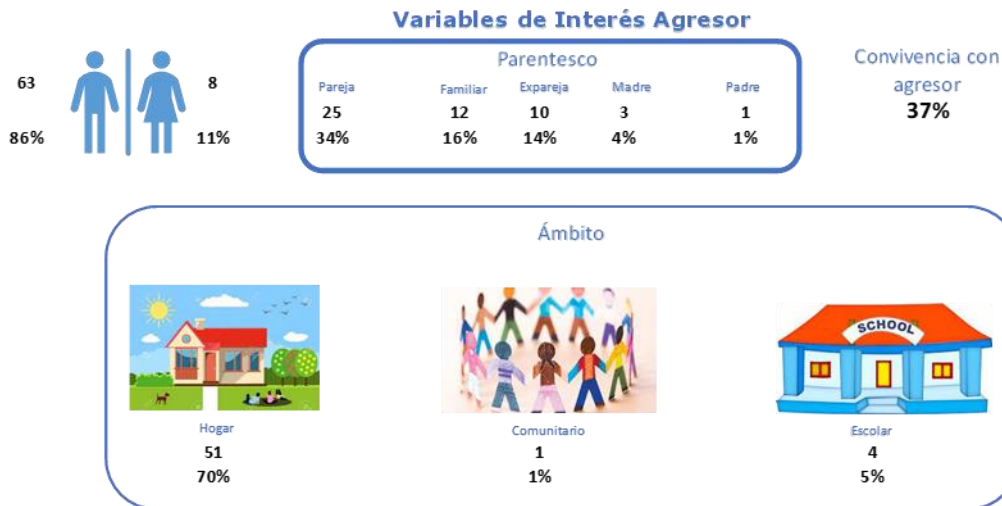 Variables de Interés Agresor
63
8
86%
11%
Parentesco
Pareja
Familiar
Expareja
Madre
Padre
25
12
10
3
1
34%
16%
14%
4%
1%
Convivencia con
agresor
37%
Ámbito
SCHOOL
Hogar
Comunitario
Escolar
51
1
4
70%
1%
5%